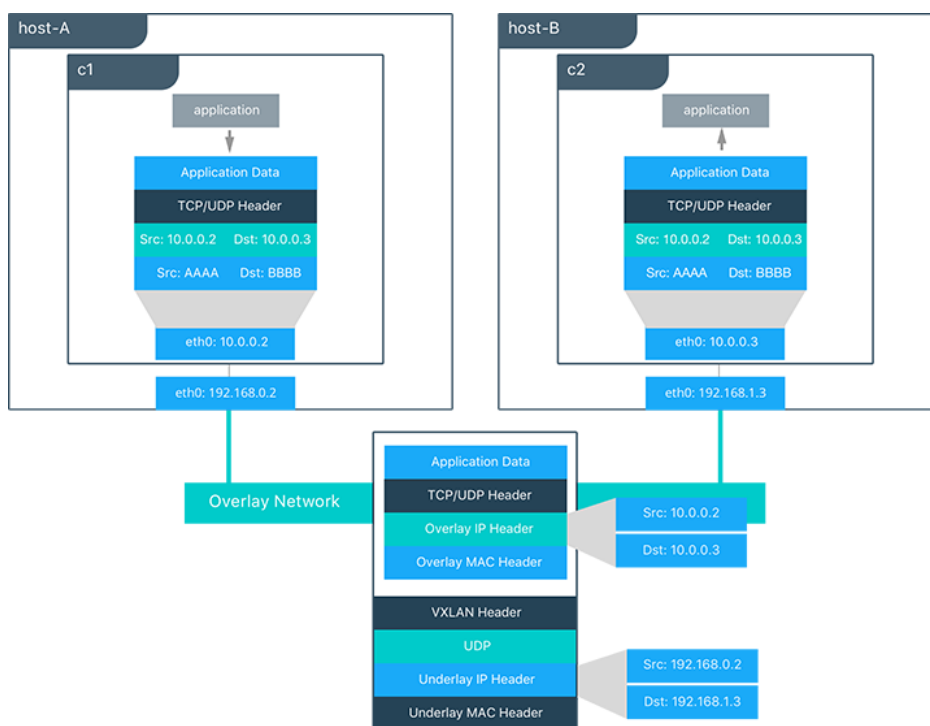 host-A
c1
application
Application Data
TCP/UDP Header
Src: 10.0.0.2 Dst: 10.0.0.3
Src: AAAA Dst: BBBB
eth0: 10.0.0.2
eth0: 192.168.0.2
host-B
c2
application
Application Data
TCP/UDP Header
Src: 10.0.0.2 Dst: 10.0.0.3
Src: AAAA Dst: BBBB
eth0: 10.0.0.3
eth0: 192.168.1.3
Overlay Network
Application Data
TCP/UDP Header
Overlay IP Header
Overlay MAC Header
Src: 10.0.0.2
Dst: 10.0.0.3
VXLAN Header
UDP
Underlay IP Header
Underlay MAC Header
Src: 192.168.0.2
Dst: 192.168.1.3